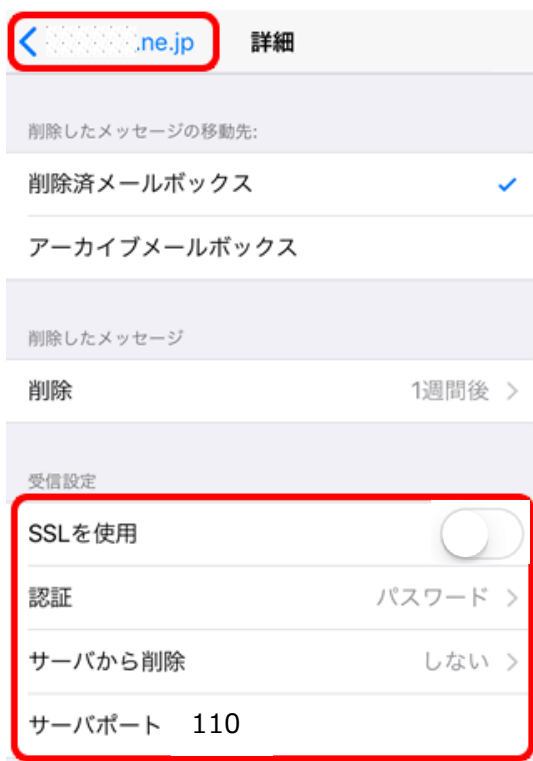 .ne.jp 詳細
削除したメッセージの移動先:
削除済メールボックス
アーカイブメールボックス
削除したメッセージ
削除 1週間後
受信設定
SSLを使用
認証 パスワード
サーバから削除 しない
サーバポート 110